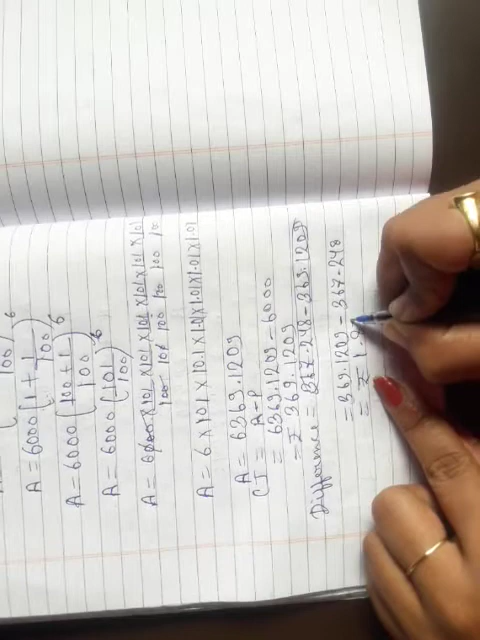 100
A = 6000 (1 + 1/100)^6
A = 6000 (100+1/100)^6
A = 6000 (101/100)^6
A = 6000 × 101/100 × 101/100 × 101/100 × 101/100 × 101/100 × 101/100
A = 6 × 101 × 10.1 × 1.01 × 1.01 × 1.01 × 1.01
A = 6369.1209
CI = A-P
= 6369.1209-6000
= ₹ 369.1209
Difference = 367.248-369.1209
= 369.1209-367.248
= ₹ 1.